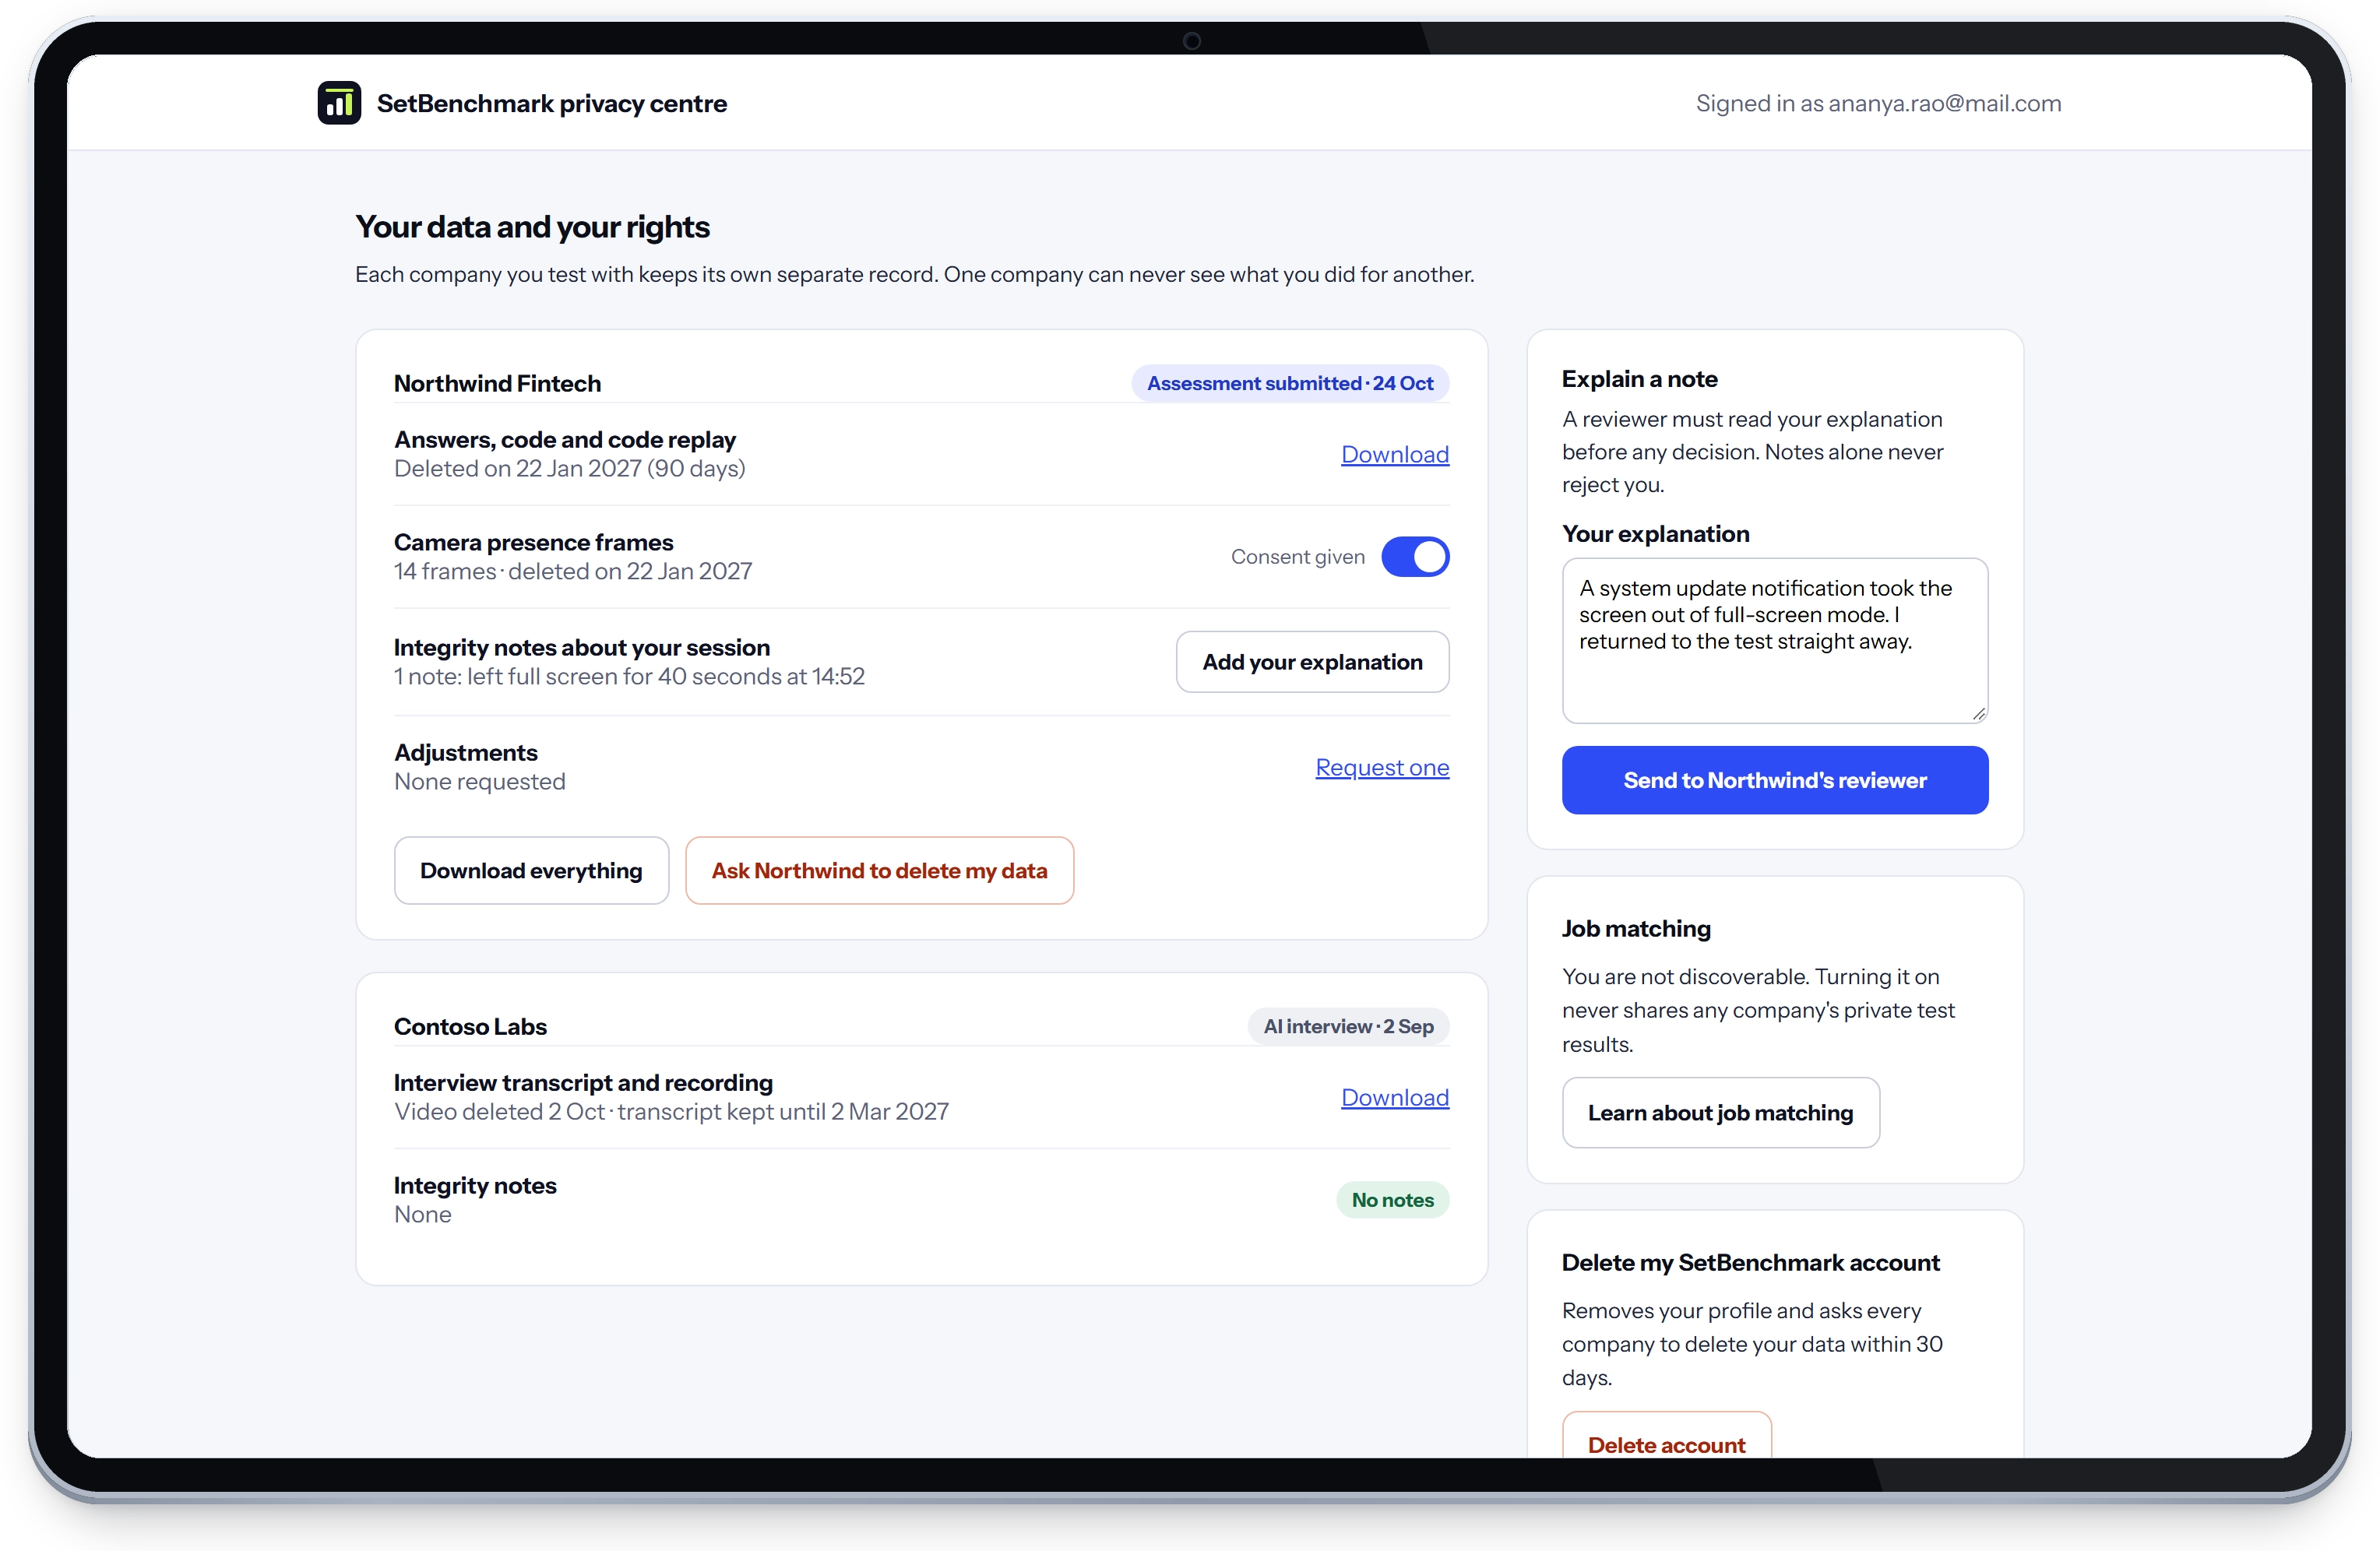 SetBenchmark privacy centre
Signed in as ananya.rao@mail.com
Your data and your rights
Each company you test with keeps its own separate record. One company can never see what you did for another.
Northwind Fintech
Assessment submitted · 24 Oct
Answers, code and code replay
Deleted on 22 Jan 2027 (90 days)
Download
Camera presence frames
14 frames · deleted on 22 Jan 2027
Consent given
Integrity notes about your session
1 note: left full screen for 40 seconds at 14:52
Add your explanation
Adjustments
None requested
Request one
Download everything
Ask Northwind to delete my data
Contoso Labs
AI interview · 2 Sep
Interview transcript and recording
Video deleted 2 Oct · transcript kept until 2 Mar 2027
Download
Integrity notes
None
No notes
Explain a note
A reviewer must read your explanation
before any decision. Notes alone never
reject you.
Your explanation
A system update notification took the
screen out of full-screen mode. I
returned to the test straight away.
Send to Northwind's reviewer
Job matching
You are not discoverable. Turning it on
never shares any company's private test
results.
Learn about job matching
Delete my SetBenchmark account
Removes your profile and asks every
company to delete your data within 30
days.
Delete account